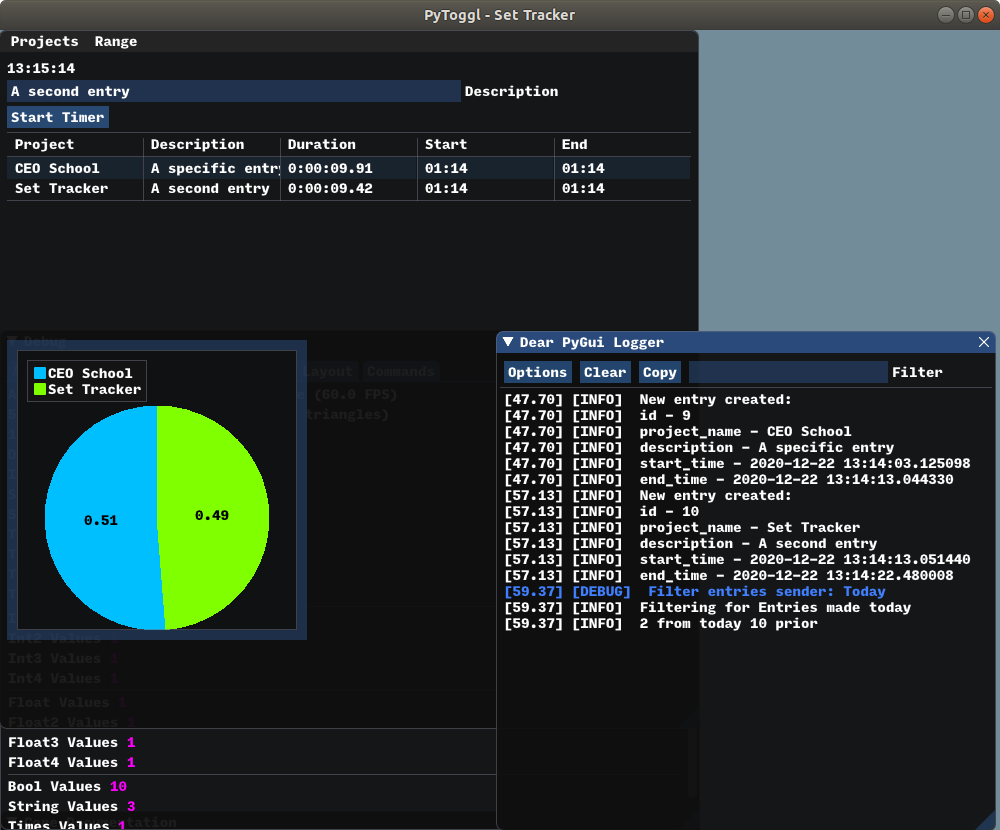 PyToggl - Set Tracker
Projects Range
13:15:14
A second entry Description
Start Timer
Project Description Duration Start End
CEO School A specific entry 0:00:09.91 01:14 01:14
Set Tracker A second entry 0:00:09.42 01:14 01:14
Debug
Layout Commands
(60.0 FPS)
triangles)
CEO School
Set Tracker
0.51
0.49
Int2 Values 1
Int3 Values 1
Int4 Values 1
Float Values 1
Float2 Values 1
Float3 Values 1
Float4 Values 1
Bool Values 10
String Values 3
Times Values 1
Dear PyGui Logger
Options Clear Copy Filter
[47.70] [INFO] New entry created:
[47.70] [INFO] id - 9
[47.70] [INFO] project_name - CEO School
[47.70] [INFO] description - A specific entry
[47.70] [INFO] start_time - 2020-12-22 13:14:03.125098
[47.70] [INFO] end_time - 2020-12-22 13:14:13.044330
[57.13] [INFO] New entry created:
[57.13] [INFO] id - 10
[57.13] [INFO] project_name - Set Tracker
[57.13] [INFO] description - A second entry
[57.13] [INFO] start_time - 2020-12-22 13:14:13.051440
[57.13] [INFO] end_time - 2020-12-22 13:14:22.480008
[59.37] [DEBUG] Filter entries sender: Today
[59.37] [INFO] Filtering for Entries made today
[59.37] [INFO] 2 from today 10 prior